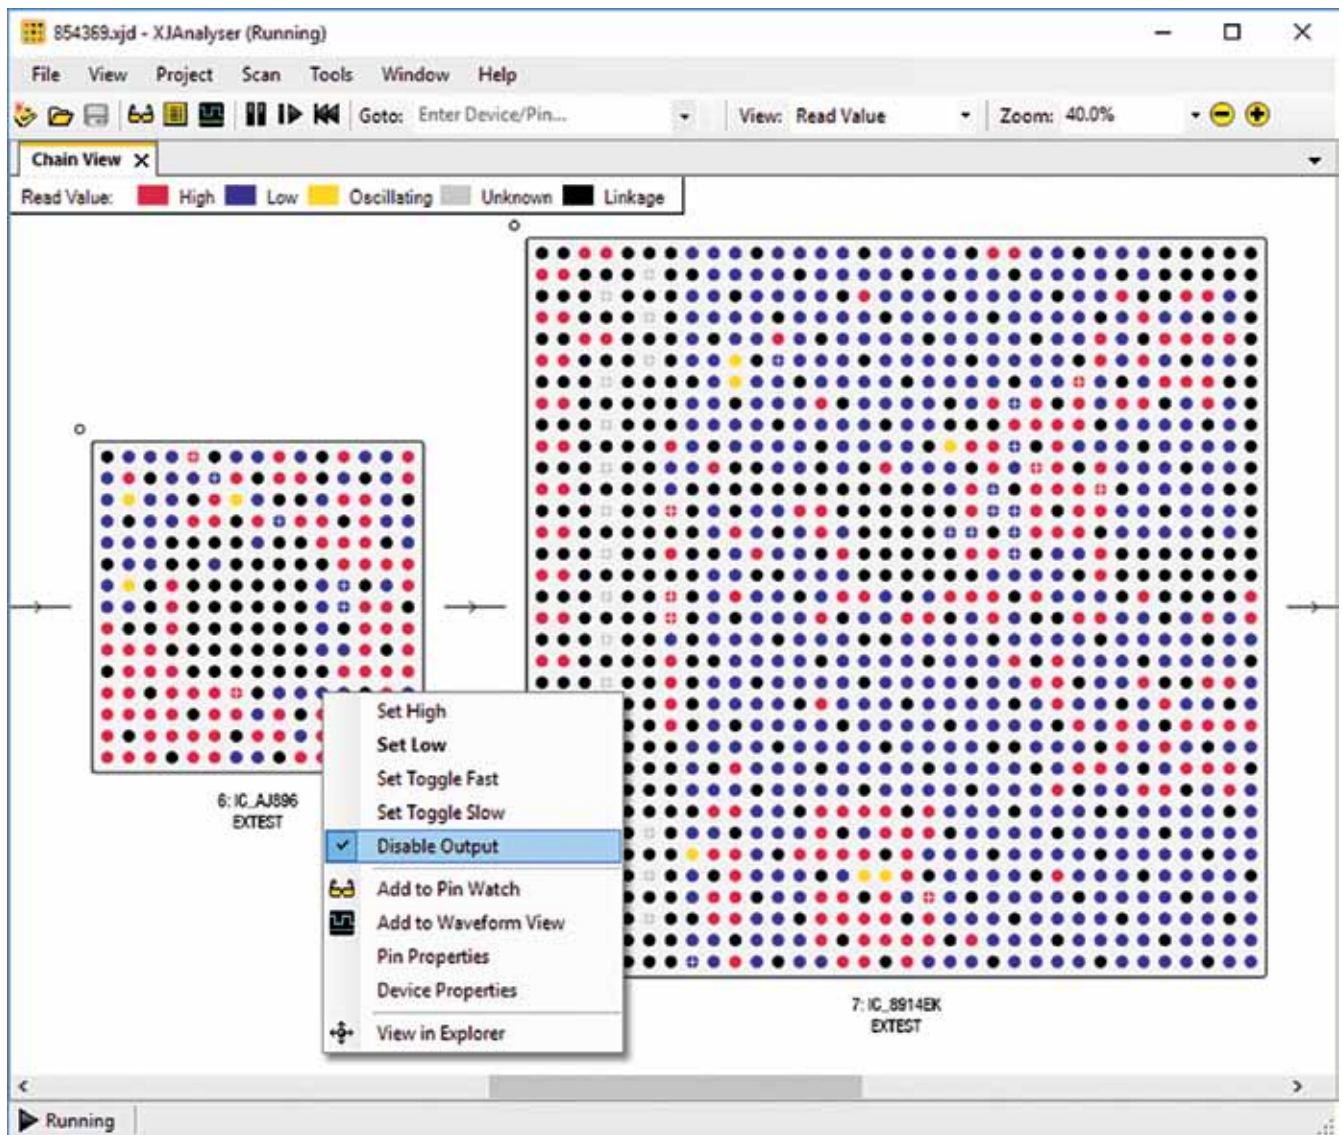 854369.xjd - XJAnalyser (Running)
File View Project Scan Tools Window Help
Goto: Enter Device/Pin... View: Read Value Zoom: 40.0%
Chain View
Read Value: High Low Oscillating Unknown Linkage
6: IC_AJ896
EXTEST
Set High
Set Low
Set Toggle Fast
Set Toggle Slow
Disable Output
Add to Pin Watch
Add to Waveform View
Pin Properties
Device Properties
View in Explorer
7: IC_8914EK
EXTEST
Running